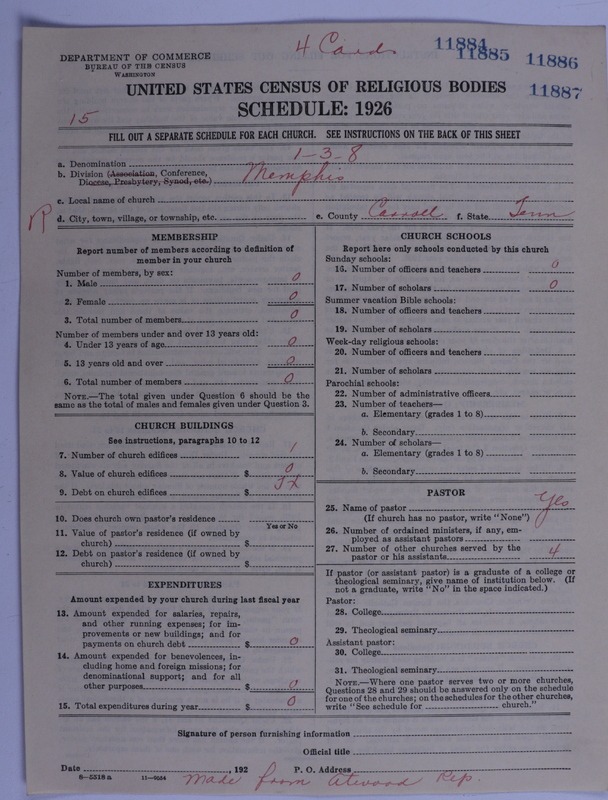 4 Cards
11884
11885
11886
11887
DEPARTMENT OF COMMERCE
BUREAU OF THE CENSUS
WASHINGTON
UNITED STATES CENSUS OF RELIGIOUS BODIES
SCHEDULE: 1926
15
FILL OUT A SEPARATE SCHEDULE FOR EACH CHURCH. SEE INSTRUCTIONS ON THE BACK OF THIS SHEET
a. Denomination 1-3-8
b. Division (Association, Conference, Memphis
Diocese, Presbytery, Synod, etc.)
c. Local name of church
d. City, town, village, or township, etc. e. County Carroll f. State Tenn
MEMBERSHIP
Report number of members according to definition of
member in your church
Number of members, by sex:
1. Male 0
2. Female 0
3. Total number of members 0
Number of members under and over 13 years old:
4. Under 13 years of age 0
5. 13 years old and over 0
6. Total number of members 0
NOTE.—The total given under Question 6 should be the
same as the total of males and females given under Question 3.
CHURCH BUILDINGS
See instructions, paragraphs 10 to 12
7. Number of church edifices 1
8. Value of church edifices $ 0
9. Debt on church edifices $
10. Does church own pastor's residence
Yes or No
11. Value of pastor's residence (if owned by
church) $
12. Debt on pastor's residence (if owned by
church) $
EXPENDITURES
Amount expended by your church during last fiscal year
13. Amount expended for salaries, repairs,
and other running expenses; for im-
provements or new buildings; and for
payments on church debt $ 0
14. Amount expended for benevolences, in-
cluding home and foreign missions; for
denominational support; and for all
other purposes $ 0
15. Total expenditures during year $ 0
CHURCH SCHOOLS
Report here only schools conducted by this church
Sunday schools:
16. Number of officers and teachers 0
17. Number of scholars 0
Summer vacation Bible schools:
18. Number of officers and teachers
19. Number of scholars
Week-day religious schools:
20. Number of officers and teachers
21. Number of scholars
Parochial schools:
22. Number of administrative officers
23. Number of teachers—
a. Elementary (grades 1 to 8)
b. Secondary
24. Number of scholars—
a. Elementary (grades 1 to 8)
b. Secondary
PASTOR
25. Name of pastor Yes
(If church has no pastor, write "None")
26. Number of ordained ministers, if any, em-
ployed as assistant pastors
27. Number of other churches served by the
pastor or his assistants 4
If pastor (or assistant pastor) is a graduate of a college or
theological seminary, give name of institution below. (If
not a graduate, write "No" in the space indicated.)
Pastor:
28. College
29. Theological seminary
Assistant pastor:
30. College
31. Theological seminary
NOTE.—Where one pastor serves two or more churches,
Questions 28 and 29 should be answered only on the schedule
for one of the churches; on the schedules for the other churches,
write "See schedule for church."
Signature of person furnishing information
Official title
Date 192 P. O. Address
8-5518 a 11-9064
Made from Atwood Rep.